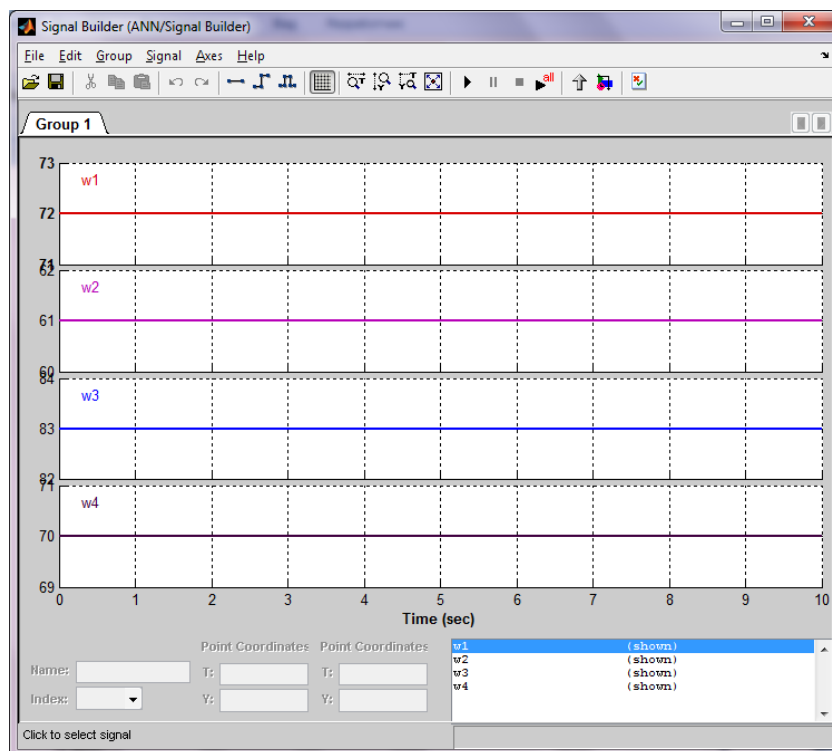 Signal Builder (ANN/Signal Builder)
File Edit Group Signal Axes Help
all
Group 1
73
w1
72
71
62
w2
61
60
84
w3
83
82
71
w4
70
69
0 1 2 3 4 5 6 7 8 9 10
Time (sec)
Point Coordinates Point Coordinates
Name: T: T:
Index: Y: Y:
w1 (shown)
w2 (shown)
w3 (shown)
w4 (shown)
Click to select signal